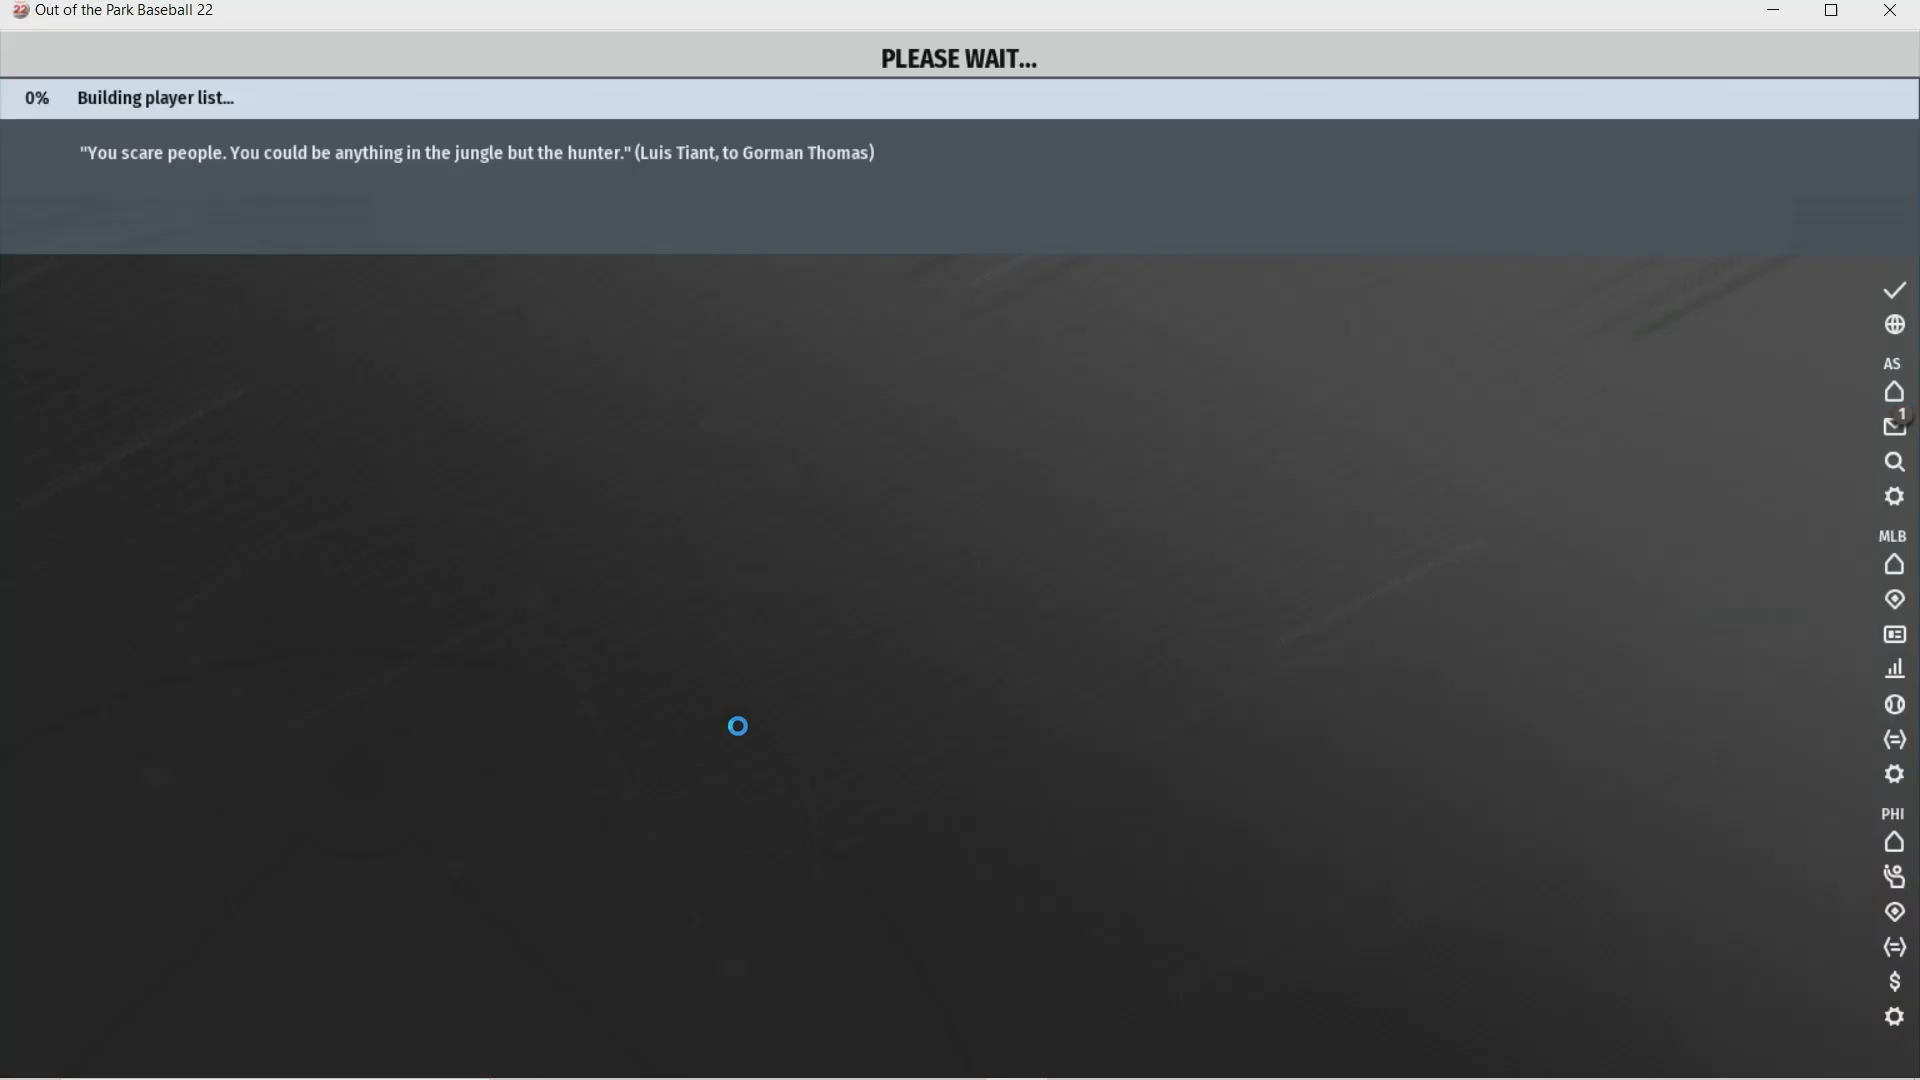 22 Out of the Park Baseball 22
PLEASE WAIT...
0% Building player list...
"You scare people. You could be anything in the jungle but the hunter." (Luis Tiant, to Gorman Thomas)
AS
1
MLB
PHI
$